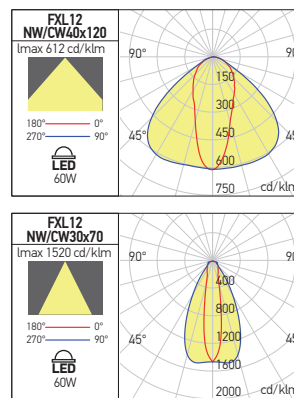 FXL12
NW/CW40x120
Imax 612 cd/klm
180° 0°
270° 90°
LED
60W
90°
45°
45°
150
300
450
600
750
cd/klm
FXL12
NW/CW30x70
Imax 1520 cd/klm
180° 0°
270° 90°
LED
60W
90°
45°
45°
400
800
1200
1600
2000
cd/klm